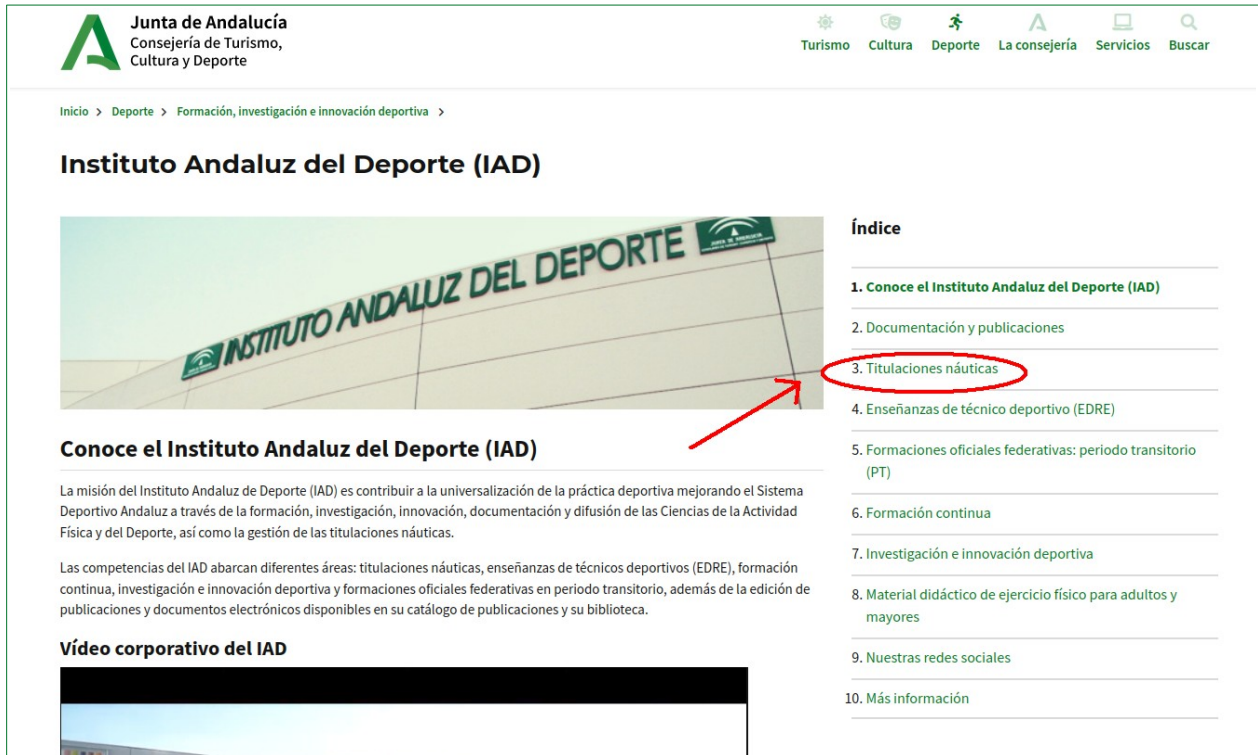 Junta de Andalucía
Consejería de Turismo,
Cultura y Deporte
Turismo Cultura Deporte La consejería Servicios Buscar
Inicio > Deporte > Formación, investigación e innovación deportiva >
Instituto Andaluz del Deporte (IAD)
JUNTA DE ANDALUCIA
INSTITUTO ANDALUZ DEL DEPORTE
Conoce el Instituto Andaluz del Deporte (IAD)
La misión del Instituto Andaluz de Deporte (IAD) es contribuir a la universalización de la práctica deportiva mejorando el Sistema
Deportivo Andaluz a través de la formación, investigación, innovación, documentación y difusión de las Ciencias de la Actividad
Física y del Deporte, así como la gestión de las titulaciones náuticas.
Las competencias del IAD abarcan diferentes áreas: titulaciones náuticas, enseñanzas de técnicos deportivos (EDRE), formación
continua, investigación e innovación deportiva y formaciones oficiales federativas en periodo transitorio, además de la edición de
publicaciones y documentos electrónicos disponibles en su catálogo de publicaciones y su biblioteca.
Vídeo corporativo del IAD
Índice
1. Conoce el Instituto Andaluz del Deporte (IAD)
2. Documentación y publicaciones
3. Titulaciones náuticas
4. Enseñanzas de técnico deportivo (EDRE)
5. Formaciones oficiales federativas: periodo transitorio
(PT)
6. Formación continua
7. Investigación e innovación deportiva
8. Material didáctico de ejercicio físico para adultos y
mayores
9. Nuestras redes sociales
10. Más información